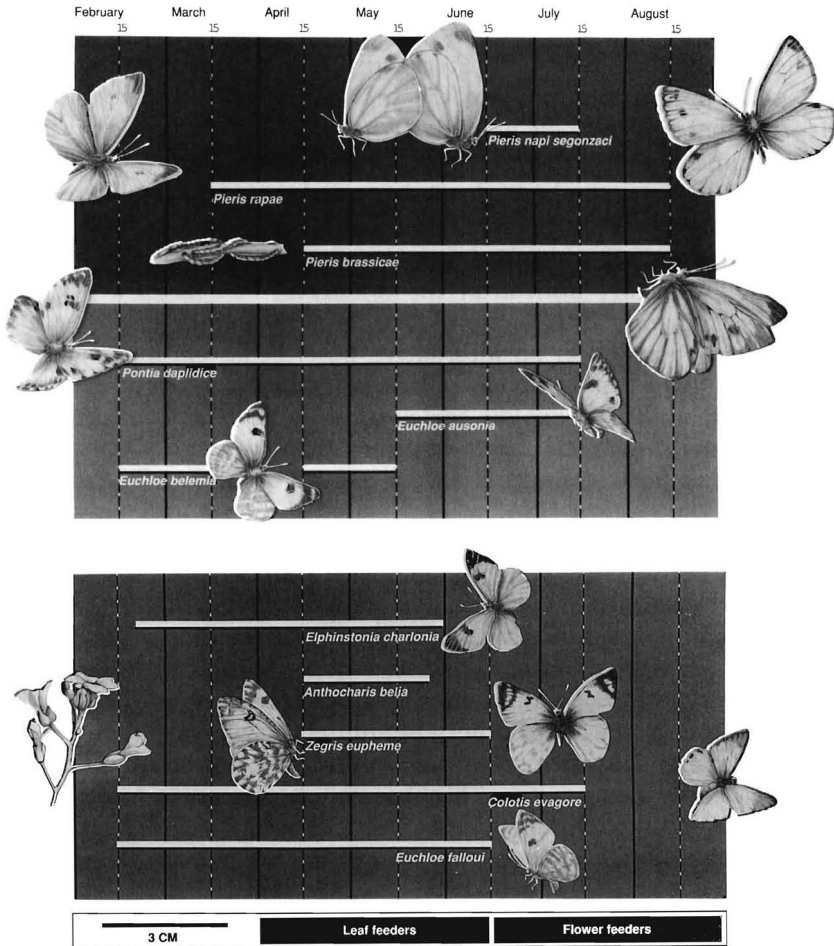 February March April May June July August
15 15 15 15 15 15 15
Pieris napi segonzaci
Pieris rapae
Pieris brassicae
Pontia daplidice
Euchloe ausonia
Euchloe belemia
Elphinstonia charlonia
Anthocharis belja
Zegris eupheme
Colotis evagore
Euchloe falloui
3 CM
Leaf feeders
Flower feeders